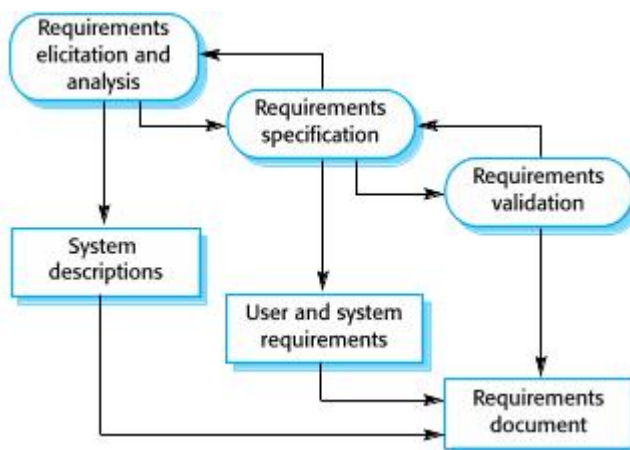 Requirements
elicitation and
analysis
Requirements
specification
Requirements
validation
System
descriptions
User and system
requirements
Requirements
document